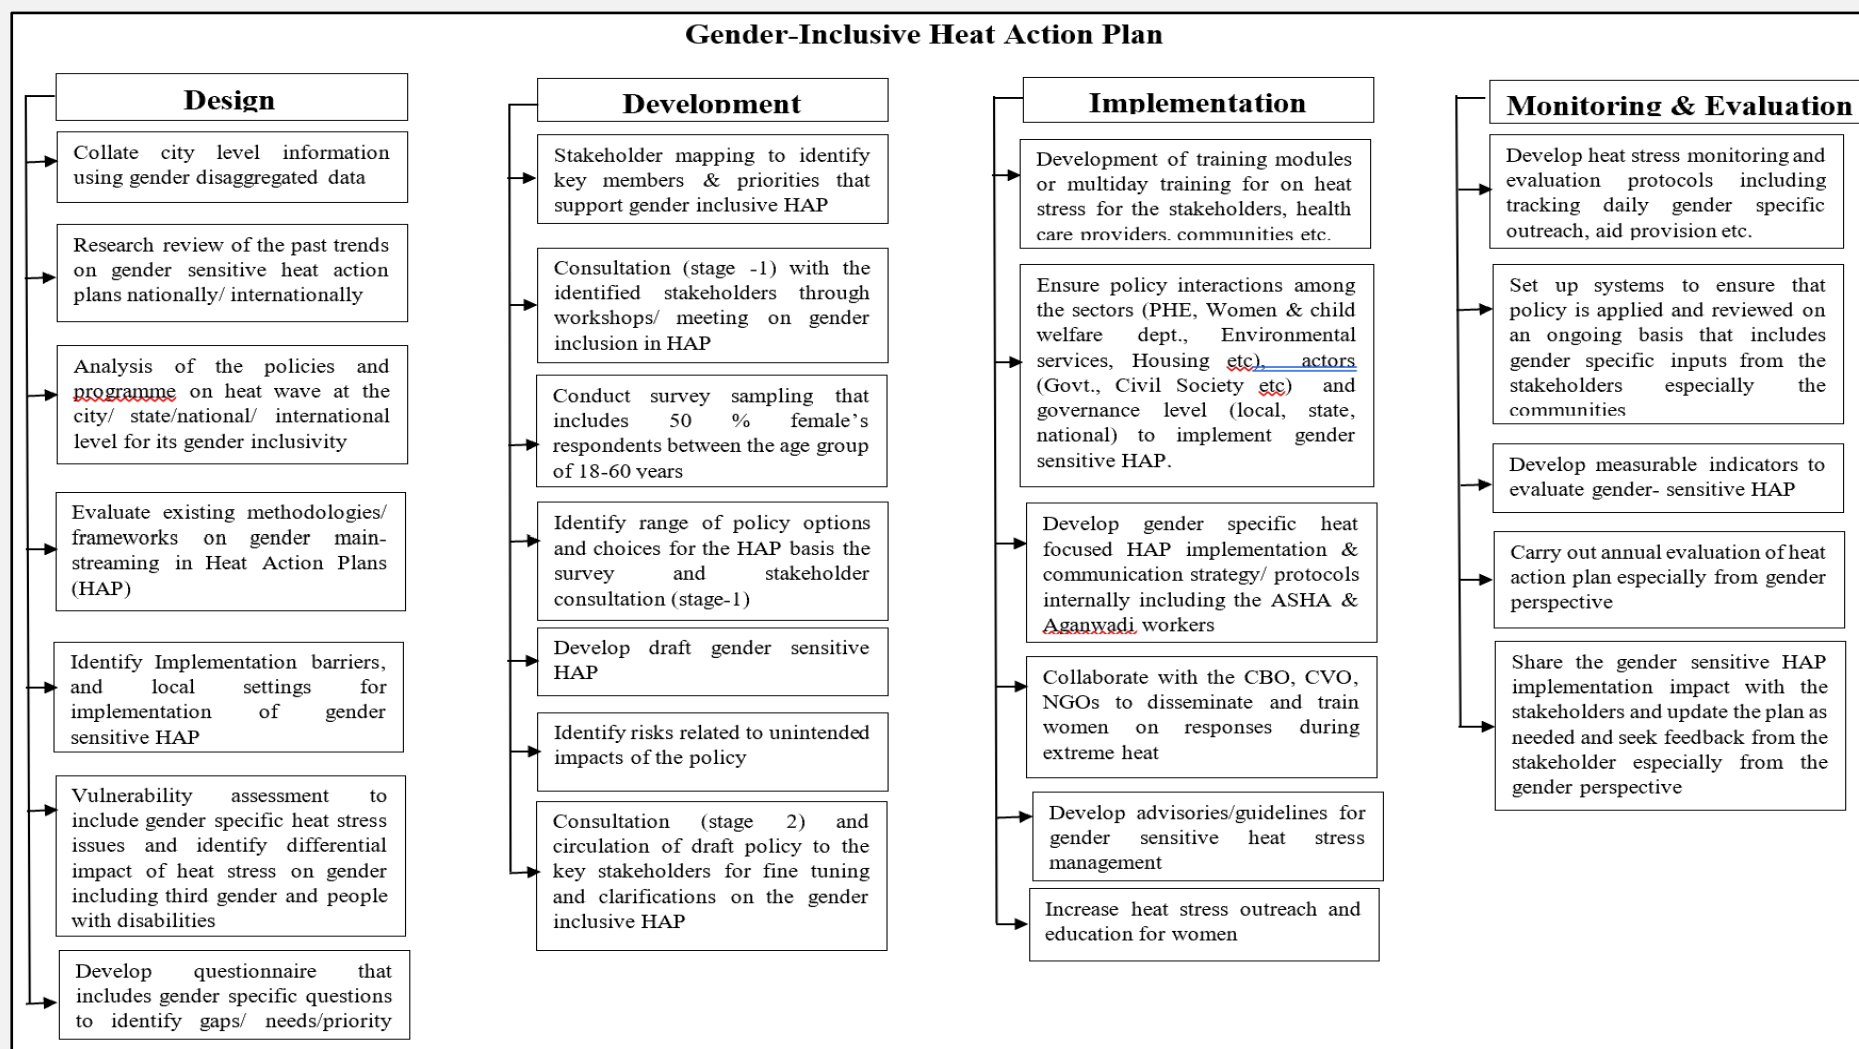 Gender-Inclusive Heat Action Plan
Design
Collate city level information
using gender disaggregated data
Research review of the past trends
on gender sensitive heat action
plans nationally/ internationally
Analysis of the policies and
programme on heat wave at the
city/ state/national/ international
level for its gender inclusivity
Evaluate existing methodologies/
frameworks on gender main-
streaming in Heat Action Plans
(HAP)
Identify Implementation barriers,
and local settings for
implementation of gender
sensitive HAP
Vulnerability assessment to
include gender specific heat stress
issues and identify differential
impact of heat stress on gender
including third gender and people
with disabilities
Develop questionnaire that
includes gender specific questions
to identify gaps/ needs/priority
Development
Stakeholder mapping to identify
key members & priorities that
support gender inclusive HAP
Consultation (stage -1) with the
identified stakeholders through
workshops/ meeting on gender
inclusion in HAP
Conduct survey sampling that
includes 50 % female’s
respondents between the age group
of 18-60 years
Identify range of policy options
and choices for the HAP basis the
survey and stakeholder
consultation (stage-1)
Develop draft gender sensitive
HAP
Identify risks related to unintended
impacts of the policy
Consultation (stage 2) and
circulation of draft policy to the
key stakeholders for fine tuning
and clarifications on the gender
inclusive HAP
Implementation
Development of training modules
or multiday training for on heat
stress for the stakeholders, health
care providers, communities etc.
Ensure policy interactions among
the sectors (PHE, Women & child
welfare dept., Environmental
services, Housing etc), actors
(Govt., Civil Society etc) and
governance level (local, state,
national) to implement gender
sensitive HAP.
Develop gender specific heat
focused HAP implementation &
communication strategy/ protocols
internally including the ASHA &
Aganwadi workers
Collaborate with the CBO, CVO,
NGOs to disseminate and train
women on responses during
extreme heat
Develop advisories/guidelines for
gender sensitive heat stress
management
Increase heat stress outreach and
education for women
Monitoring & Evaluation
Develop heat stress monitoring and
evaluation protocols including
tracking daily gender specific
outreach, aid provision etc.
Set up systems to ensure that
policy is applied and reviewed on
an ongoing basis that includes
gender specific inputs from the
stakeholders especially the
communities
Develop measurable indicators to
evaluate gender- sensitive HAP
Carry out annual evaluation of heat
action plan especially from gender
perspective
Share the gender sensitive HAP
implementation impact with the
stakeholders and update the plan as
needed and seek feedback from the
stakeholder especially from the
gender perspective